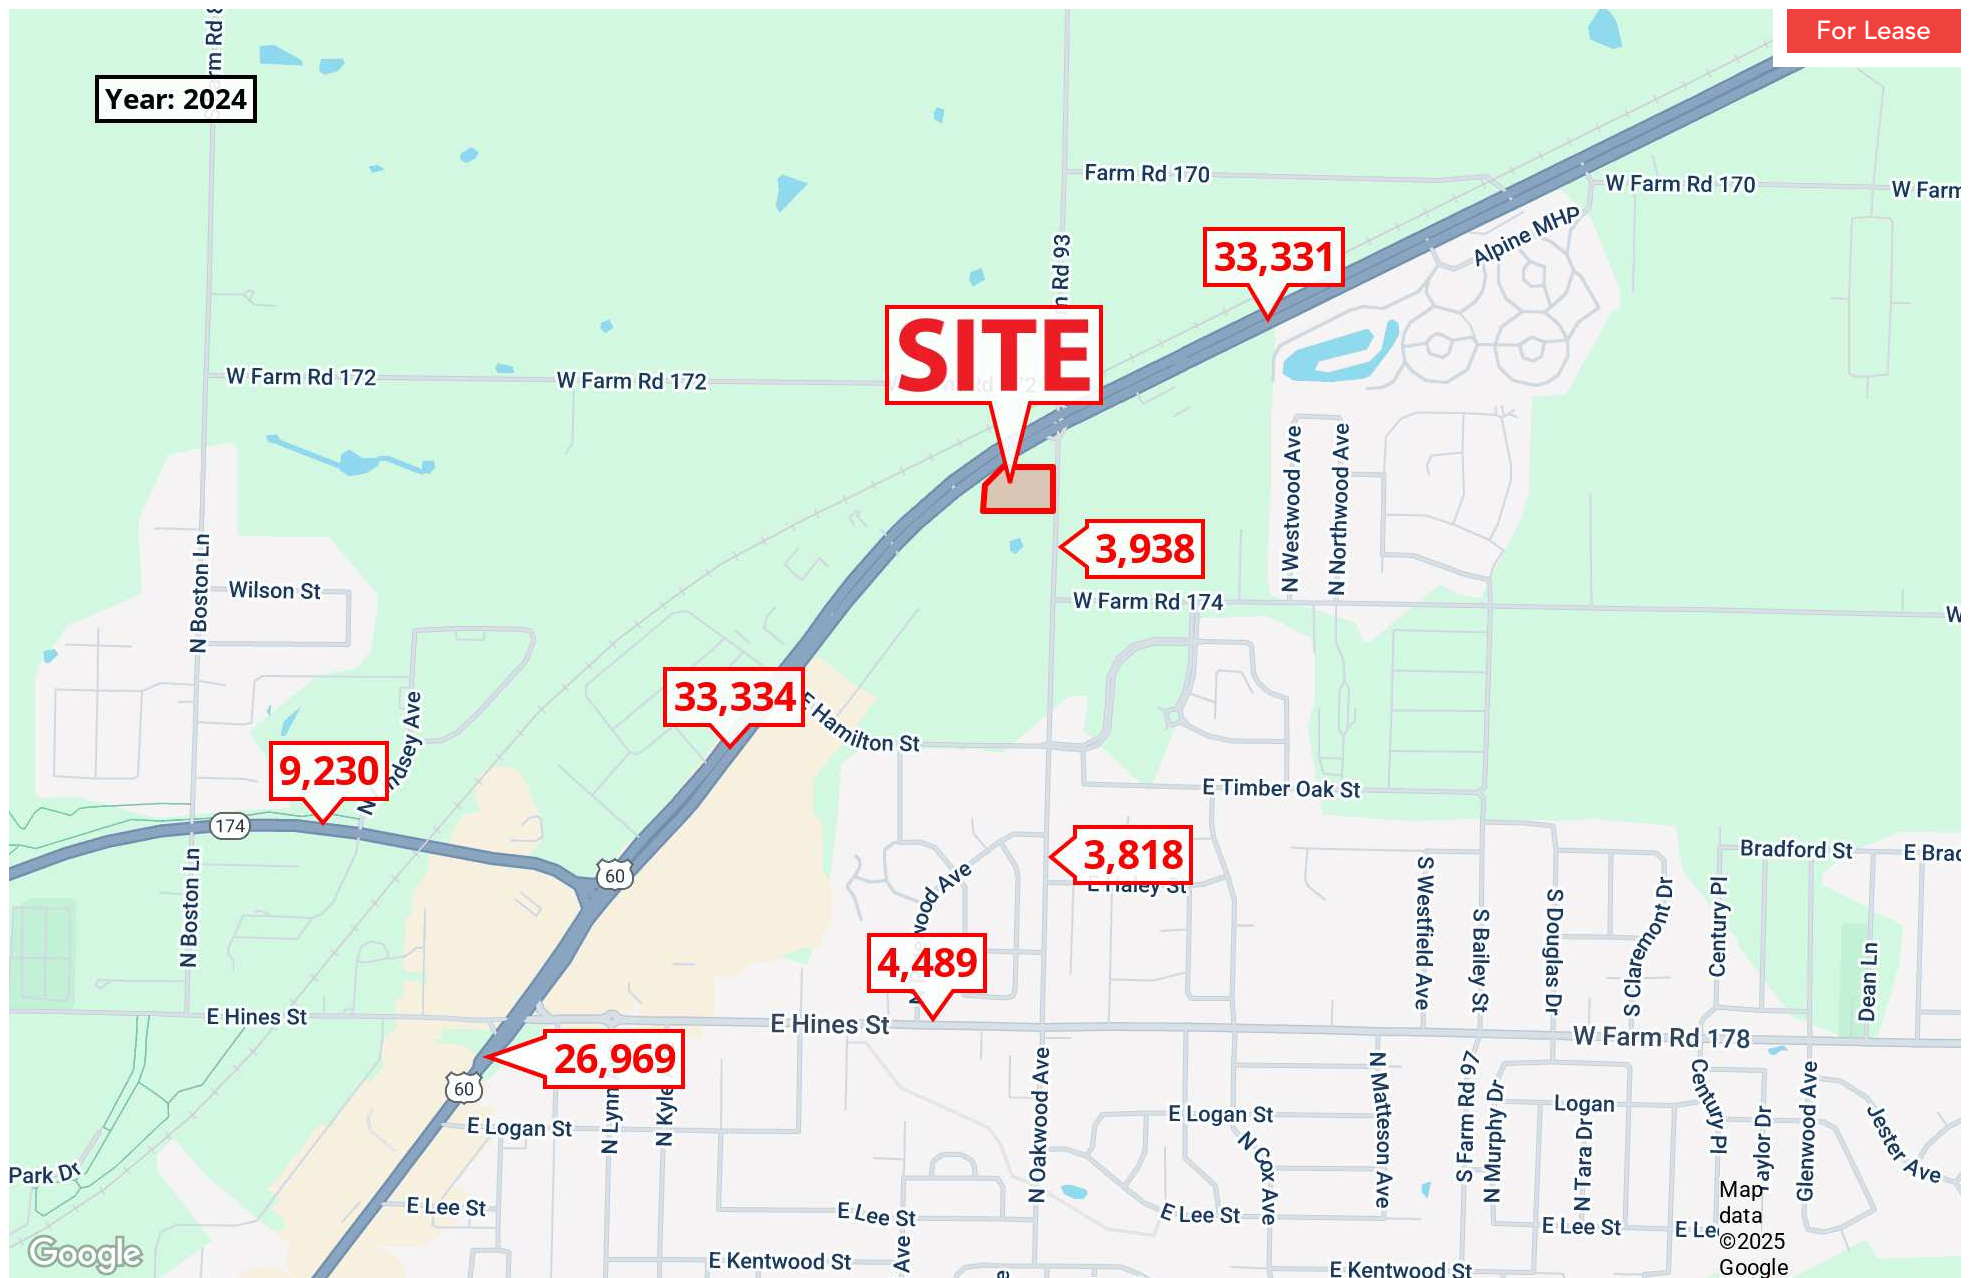 For Lease
Year: 2024
Farm Rd 170
W Farm Rd 170
W Farm
Alpine MHP
33,331
SITE
W Farm Rd 172
W Farm Rd 172
N Westwood Ave
N Northwood Ave
3,938
N Boston Ln
Wilson St
W Farm Rd 174
W
33,334
E Hamilton St
9,230
E Timber Oak St
174
60
3,818
E Haley St
Bradford St
E Brad
N Boston Ln
S Westfield Ave
S Bailey St
S Donglas Dr
S Claremont Dr
Century Pl
Dean Ln
4,489
E Hines St
E Hines St
W Farm Rd 178
26,969
60
E Logan St
N Lynn
N Kyle
N Oakwood Ave
E Logan St
N Cox Ave
N Matteson Ave
S Farm Rd 97
N Murphy Dr
Logan
N Tara Dr
Century Pl
Taylor Dr
Glenwood Ave
Jester Ave
Park Dr
E Lee St
E Lee St
E Lee St
E Lee St
E Lee
E Kentwood St
Ave
E Kentwood St
Google
Map
data
©2025
Google